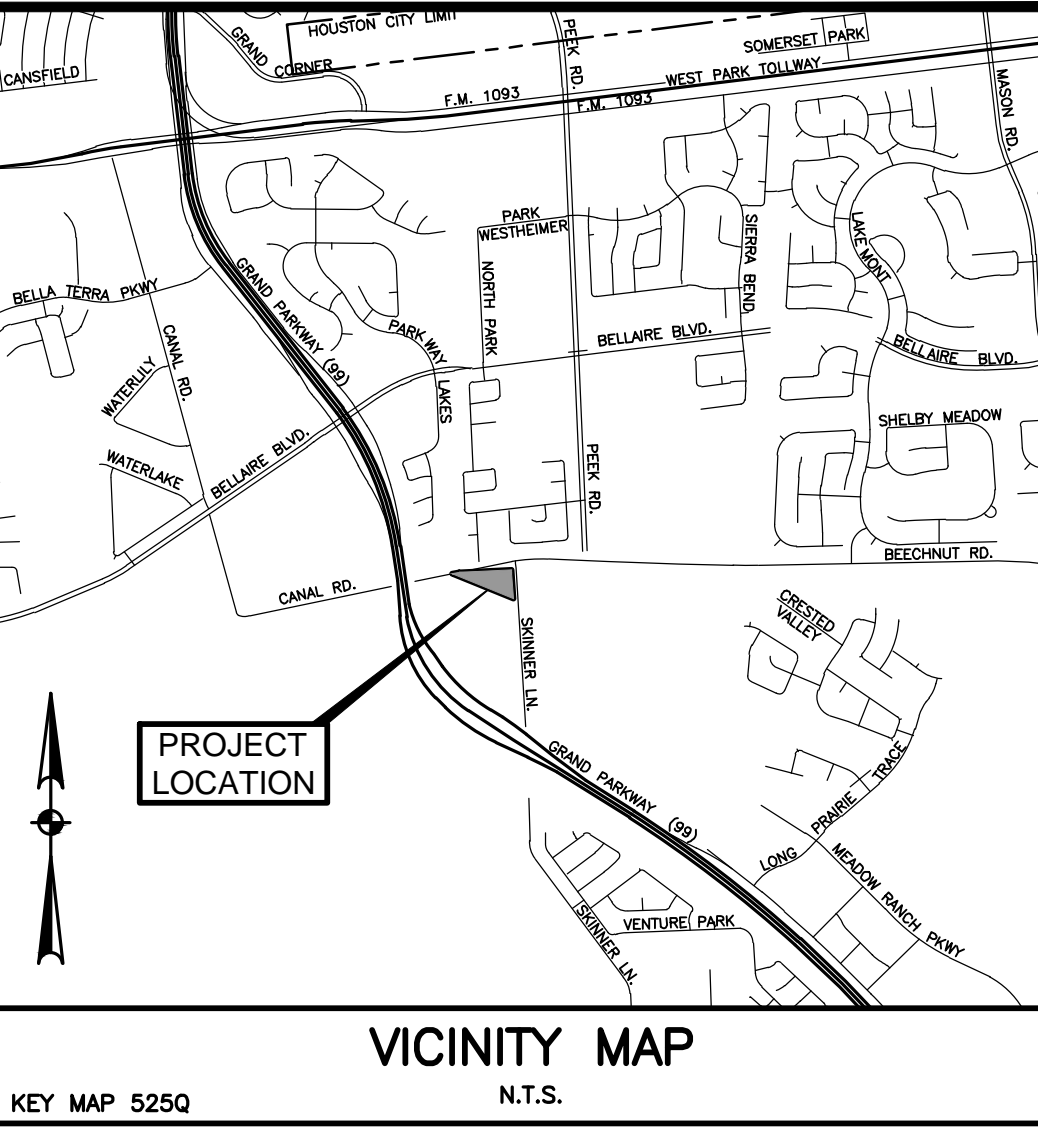 HOUSTON CITY LIMIT
PEEK RD.
GRAND
CORNER
SOMERSET PARK
CANSFIELD
WEST PARK TOLLWAY
MASON RD.
F.M. 1093
F.M. 1093
PARK
WESTHEIMER
SIERRA BEND
LAKE MONT
NORTH PARK
GRAND PARKWAY (99)
BELLA TERRA PKWY
CANAL RD.
PARK WAY
LAKES
BELLAIRE BLVD.
BELLAIRE BLVD.
WATERLILY
SHELBY MEADOW
BELLAIRE BLVD.
WATERLAKE
PEEK RD.
BEECHNUT RD.
CANAL RD.
CRESTED
VALLEY
SKINNER LN.
PROJECT
LOCATION
GRAND PARKWAY (99)
LONG PRAIRIE TRACE
MEADOW RANCH PKWY
VENTURE PARK
SKINNER LN.
VICINITY MAP
N.T.S.
KEY MAP 525Q